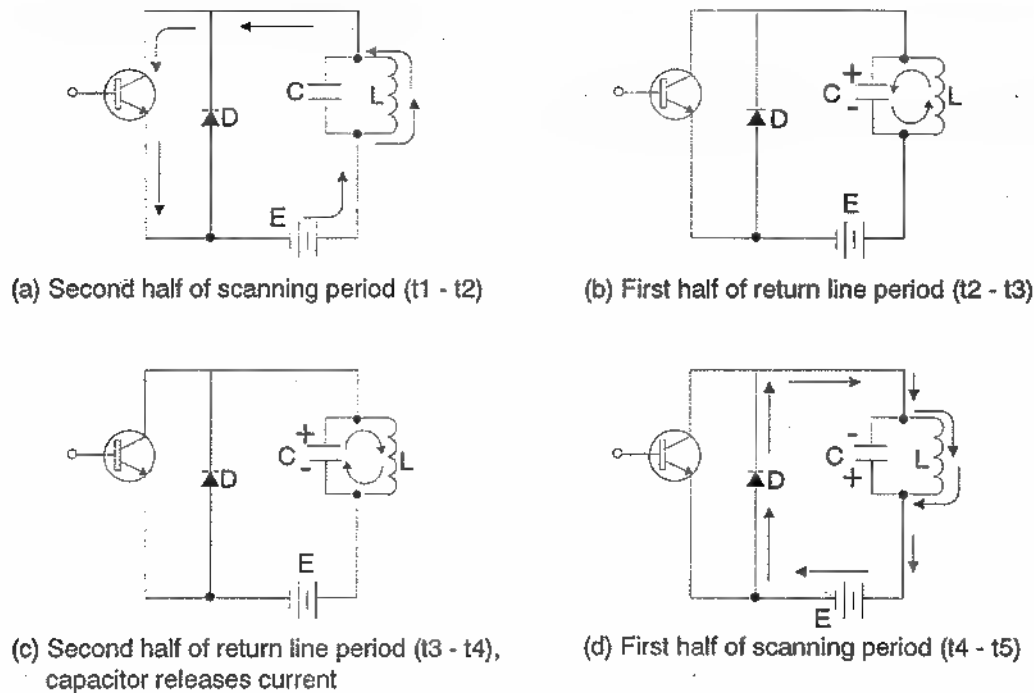 C
L
D
E
(a) Second half of scanning period (t1 - t2)
+
C
-
L
D
E
(b) First half of return line period (t2 - t3)
+
C
-
L
D
E
(c) Second half of return line period (t3 - t4),
capacitor releases current
-
C
+
L
D
E
(d) First half of scanning period (t4 - t5)